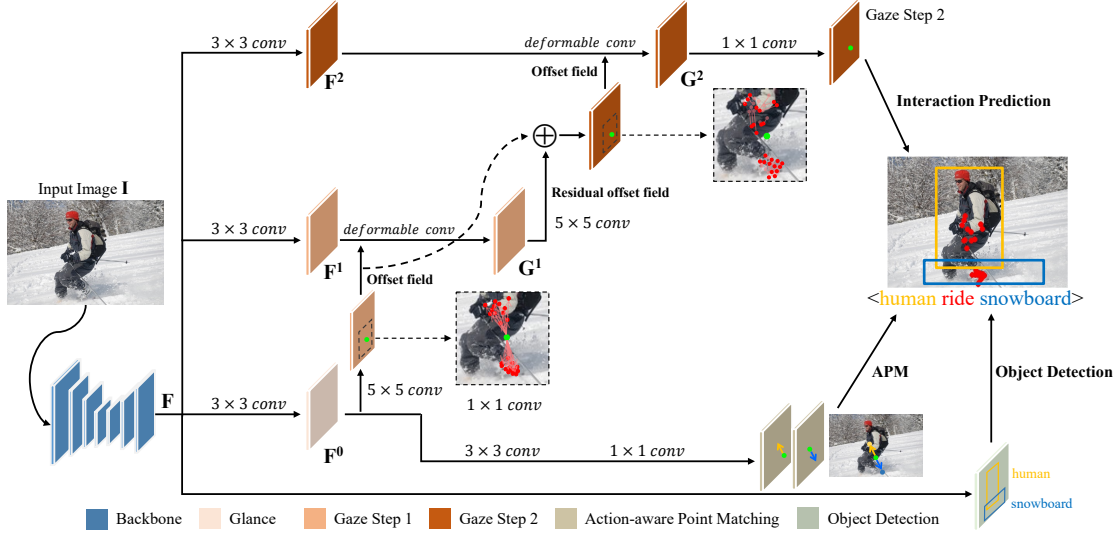 Gaze Step 2
3 × 3 conv
deformable conv
1 × 1 conv
F²
Offset field
G²
Interaction Prediction
Input Image I
Residual offset field
5 × 5 conv
3 × 3 conv
deformable conv
F¹
G¹
Offset field
<human ride snowboard>
APM
Object Detection
F
3 × 3 conv
5 × 5 conv
1 × 1 conv
F⁰
3 × 3 conv
1 × 1 conv
human
snowboard
Backbone
Glance
Gaze Step 1
Gaze Step 2
Action-aware Point Matching
Object Detection